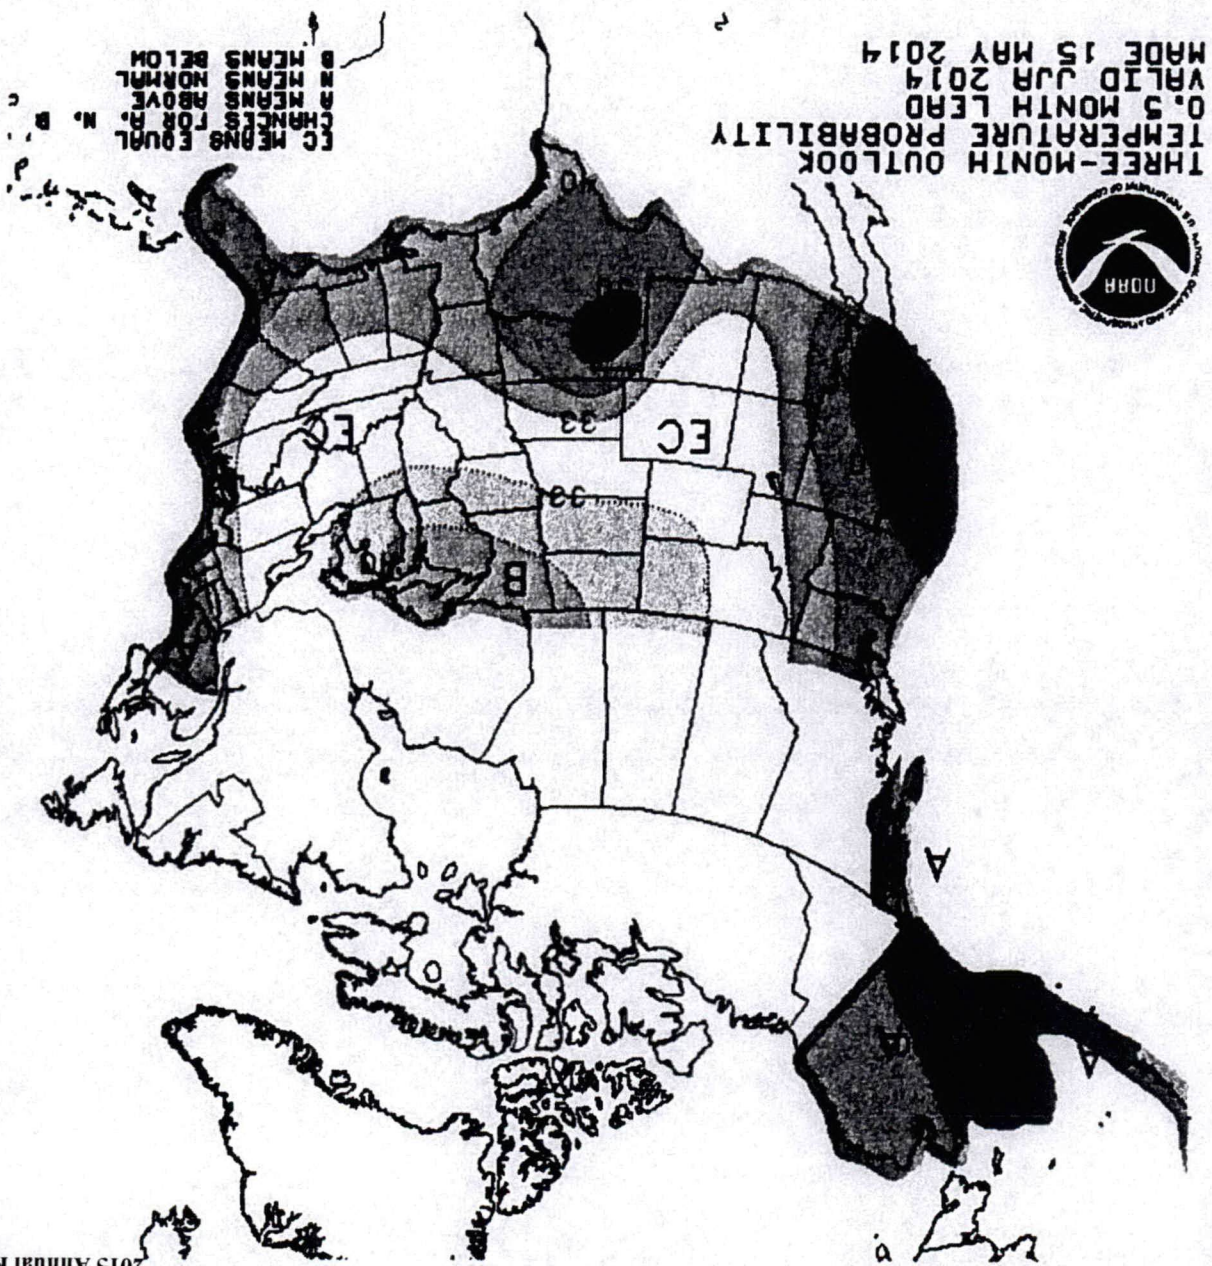 THREE-MONTH OUTLOOK
TEMPERATURE PROBABILITY
0.5 MONTH LEAD
VALID JJA 2014
MADE 15 MAY 2014
NOAA
EC MEANS EQUAL
CHANCES FOR A, N, B
A MEANS ABOVE
N MEANS NORMAL
B MEANS BELOW
A
A
A
B
33
EC
33
EC
40
2013 Annual